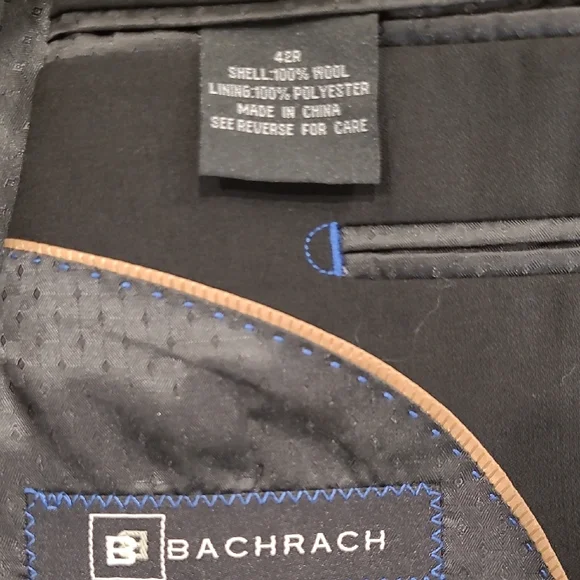 42R
SHELL:100% WOOL
LINING:100% POLYESTER
MADE IN CHINA
SEE REVERSE FOR CARE
B BACHRACH